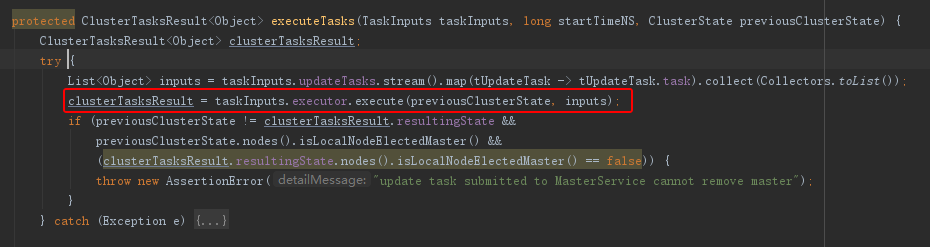 protected ClusterTasksResult<Object> executeTasks(TaskInputs taskInputs, long startTimeNS, ClusterState previousClusterState) {
ClusterTasksResult<Object> clusterTasksResult;
try {
List<Object> inputs = taskInputs.updateTasks.stream().map(tUpdateTask -> tUpdateTask.task).collect(Collectors.toList());
clusterTasksResult = taskInputs.executor.execute(previousClusterState, inputs);
if (previousClusterState != clusterTasksResult.resultingState &&
previousClusterState.nodes().isLocalNodeElectedMaster() &&
(clusterTasksResult.resultingState.nodes().isLocalNodeElectedMaster() == false)) {
throw new AssertionError( detailMessage: "update task submitted to MasterService cannot remove master");
}
} catch (Exception e) {...}